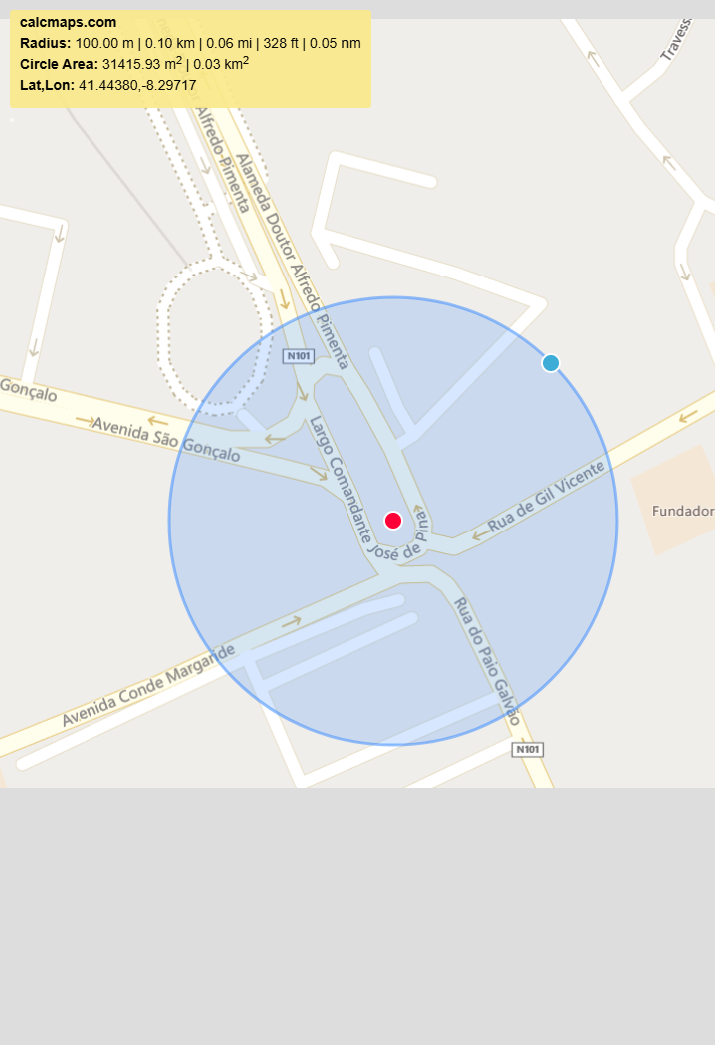 calcmaps.com
Radius: 100.00 m | 0.10 km | 0.06 mi | 328 ft | 0.05 nm
Circle Area: 31415.93 m² | 0.03 km²
Lat,Lon: 41.44380,-8.29717
Alfredo-Pimenta
Alameda Doutor Alfredo Pimenta
N101
Gonçalo
Avenida São Gonçalo
Largo Comandante José de Pina
Rua de Gil Vicente
Fundador
Rua do Paio Galvão
Avenida Conde Margaride
N101